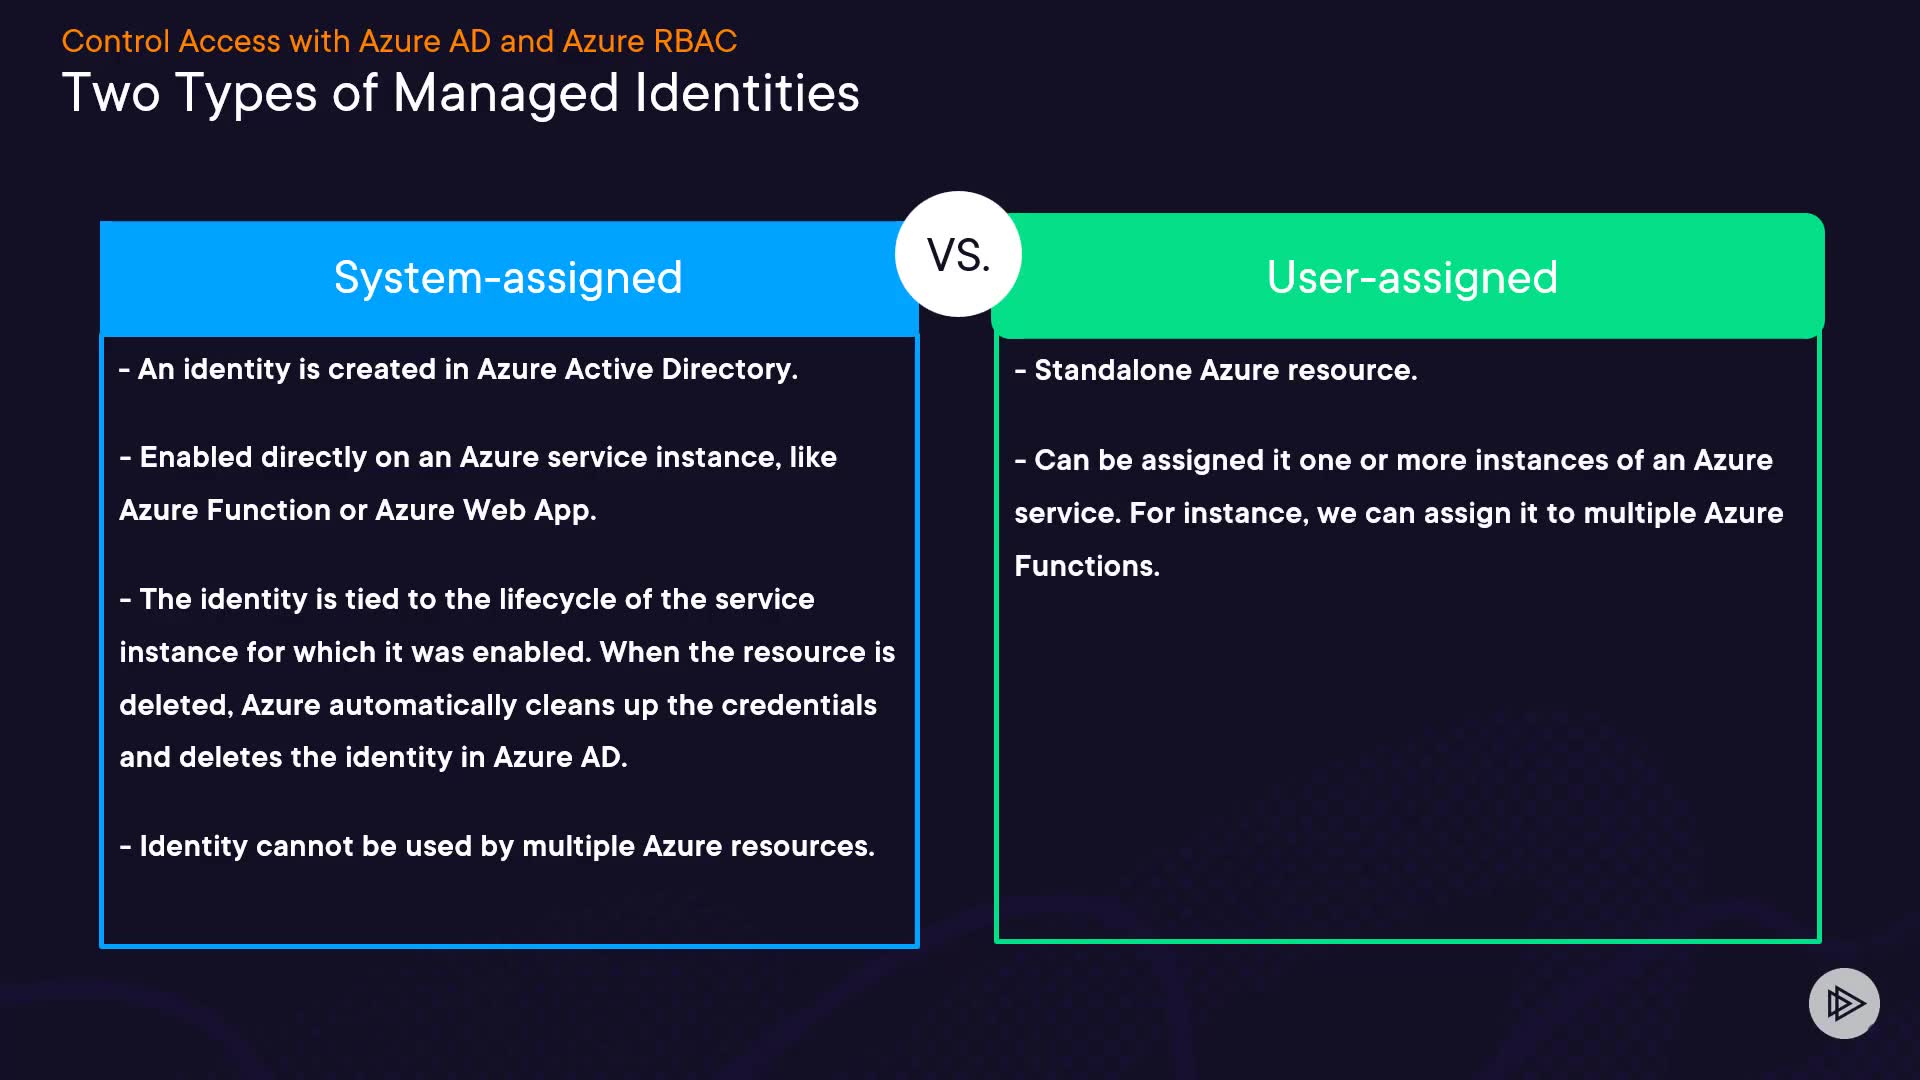 Control Access with Azure AD and Azure RBAC
Two Types of Managed Identities
System-assigned
VS.
User-assigned
- An identity is created in Azure Active Directory.
- Enabled directly on an Azure service instance, like
Azure Function or Azure Web App.
- The identity is tied to the lifecycle of the service
instance for which it was enabled. When the resource is
deleted, Azure automatically cleans up the credentials
and deletes the identity in Azure AD.
- Identity cannot be used by multiple Azure resources.
- Standalone Azure resource.
- Can be assigned it one or more instances of an Azure
service. For instance, we can assign it to multiple Azure
Functions.